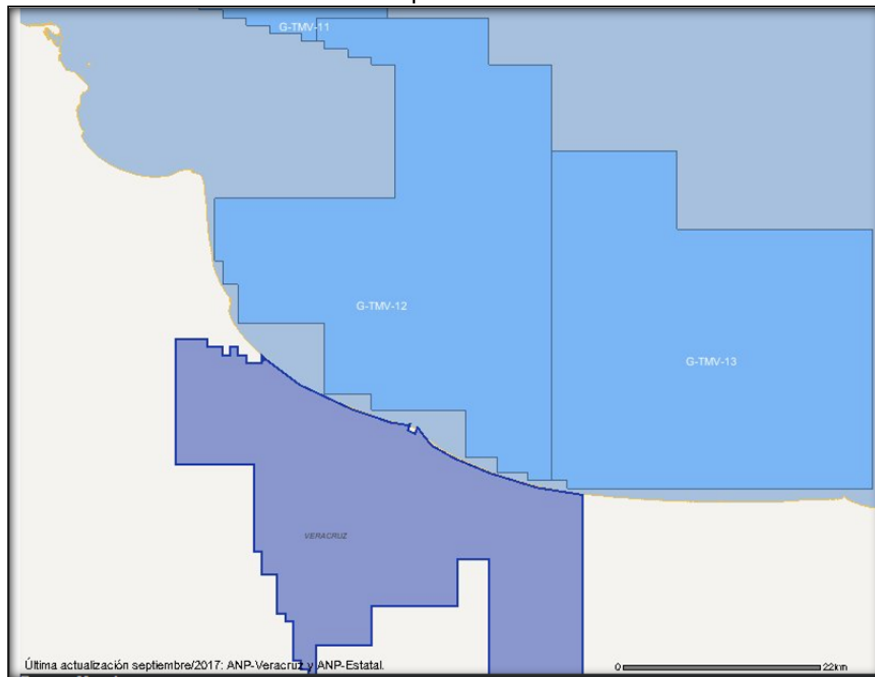 G-TMV-11
G-TMV-12
G-TMV-13
VERACRUZ
Última actualización septiembre/2017: ANP-Veracruz y ANP-Estatal.
0 22km